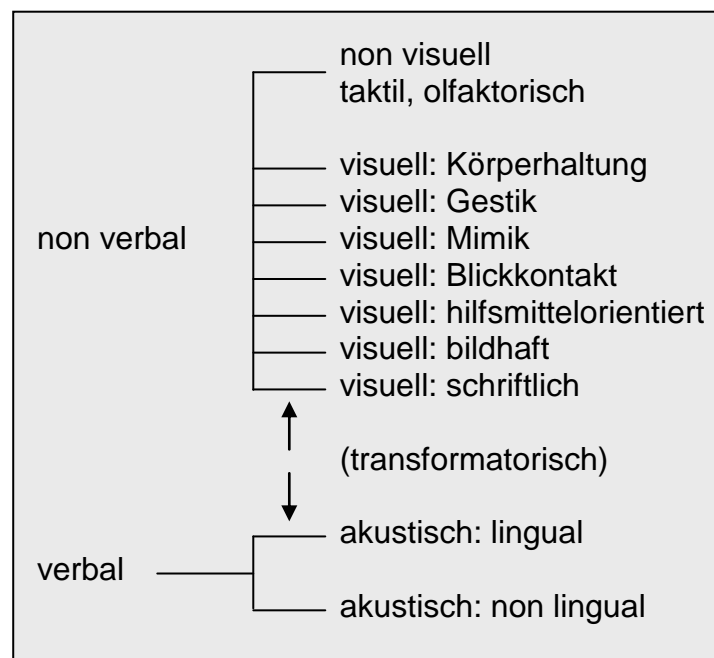 non visuell
taktil, olfaktorisch
visuell: Körperhaltung
visuell: Gestik
non verbal
visuell: Mimik
visuell: Blickkontakt
visuell: hilfsmittelorientiert
visuell: bildhaft
visuell: schriftlich
(transformatorisch)
akustisch: lingual
verbal
akustisch: non lingual